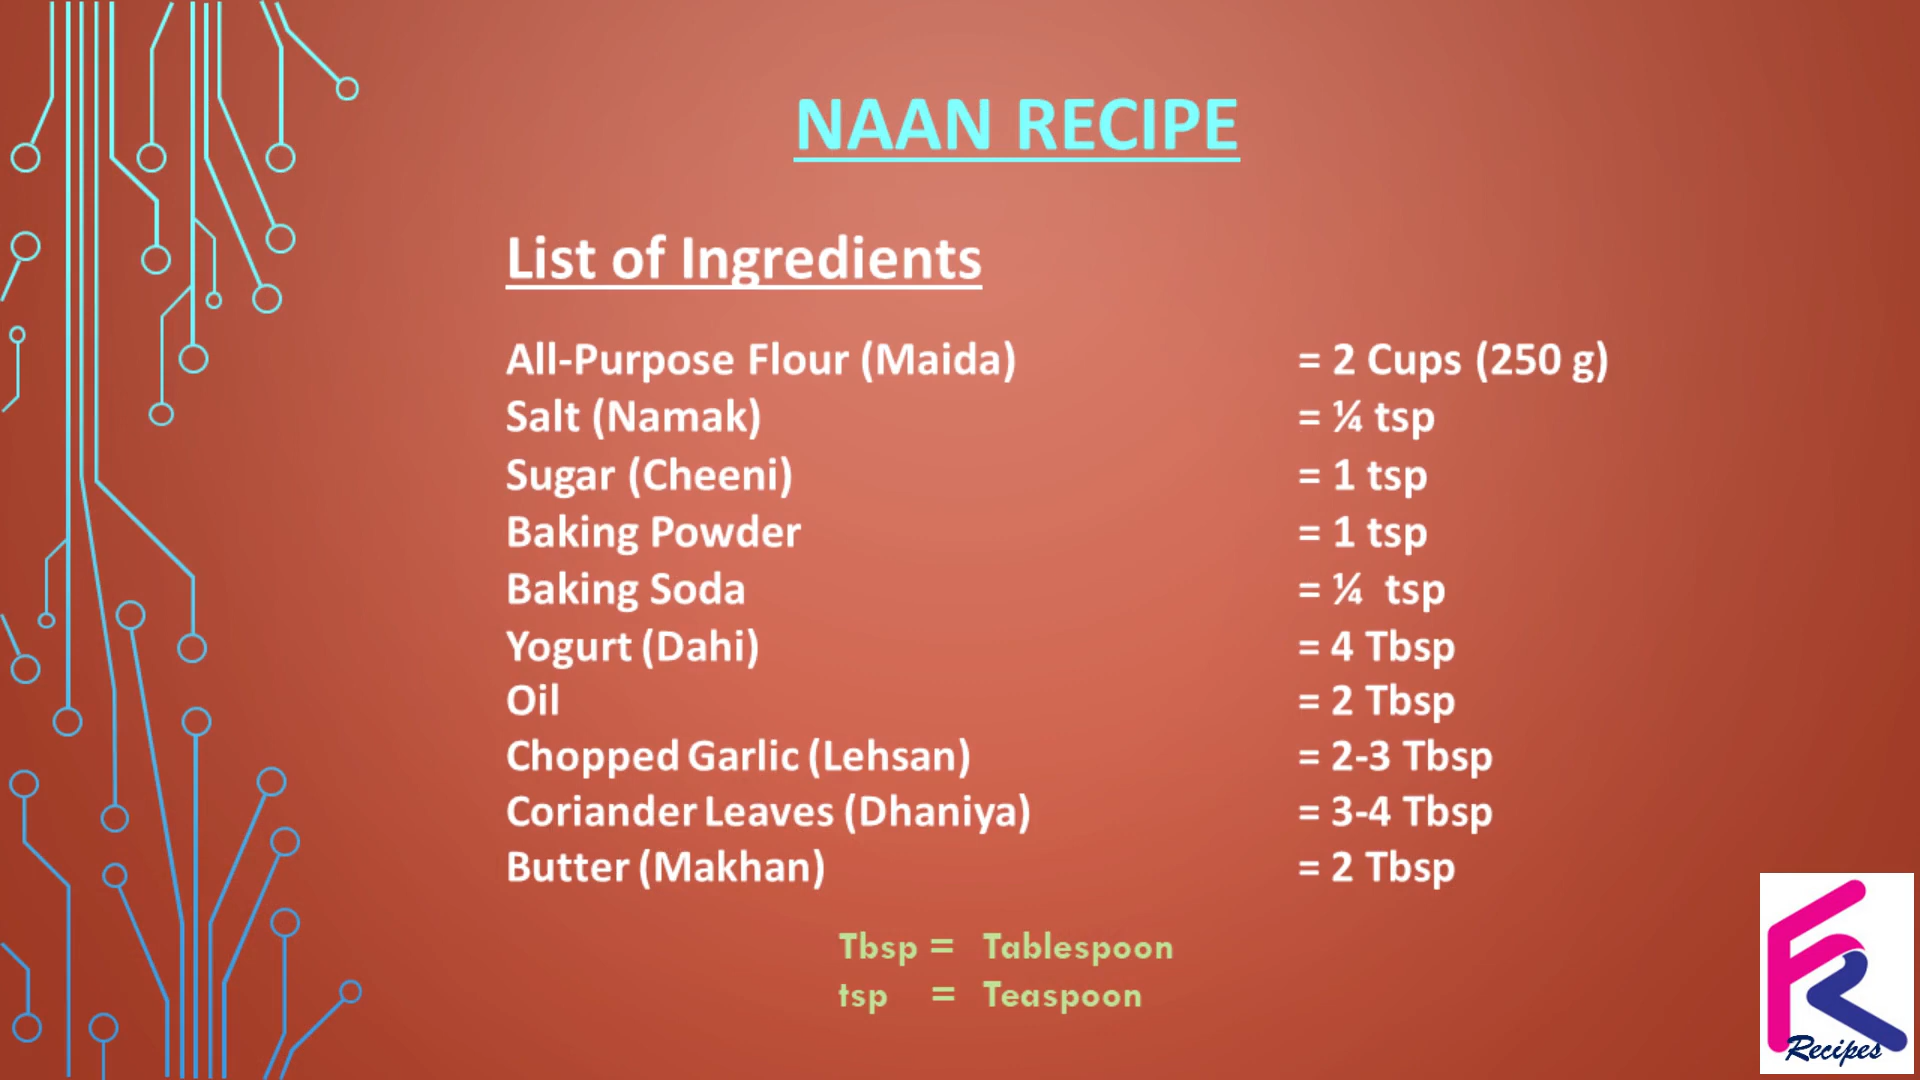 NAAN RECIPE
List of Ingredients
All-Purpose Flour (Maida) = 2 Cups (250 g)
Salt (Namak) = ¼ tsp
Sugar (Cheeni) = 1 tsp
Baking Powder = 1 tsp
Baking Soda = ¼ tsp
Yogurt (Dahi) = 4 Tbsp
Oil = 2 Tbsp
Chopped Garlic (Lehsan) = 2-3 Tbsp
Coriander Leaves (Dhaniya) = 3-4 Tbsp
Butter (Makhan) = 2 Tbsp
Tbsp = Tablespoon
tsp = Teaspoon
FR
Recipes